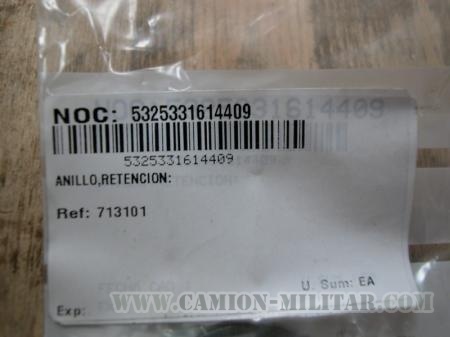 NOC: 5325331614409
5325331614409
ANILLO,RETENCION:
Ref: 713101
U. Sum: EA
Exp:
WWW.CAMION-MILITAR.COM